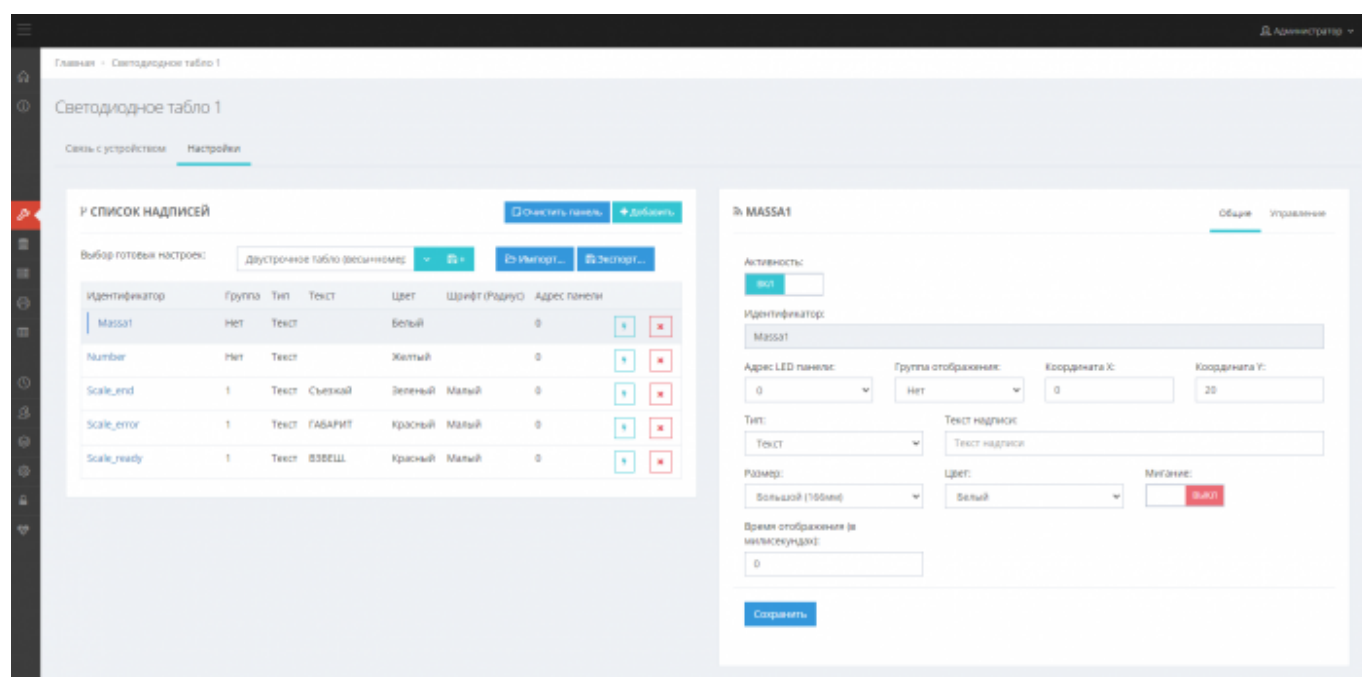 Администратор
Главная - Светодиодное табло 1
Светодиодное табло 1
Связь с устройством Настройки
СПИСОК НАДПИСЕЙ Очистить панель + Добавить
Выбор готовых настроек: Двустрочное табло (весы+номер Импорт... Экспорт...
Идентификатор Группа Тип Текст Цвет Шрифт (Радиус) Адрес панели
Massa1 Нет Текст Белый 0
Number Нет Текст Желтый 0
Scale_end 1 Текст Съезжай Зеленый Малый 0
Scale_error 1 Текст ГАБАРИТ Красный Малый 0
Scale_ready 1 Текст ВЗВЕШ. Красный Малый 0
MASSA1 Общие Управление
Активность:
ВКЛ
Идентификатор:
Massa1
Адрес LED панели: Группа отображения: Координата X: Координата Y:
0 Нет 0 20
Тип: Текст надписи:
Текст Текст надписи
Размер: Цвет: Мигание:
Большой (166мм) Белый ВЫКЛ
Время отображения (в
милисекундах):
0
Сохранить